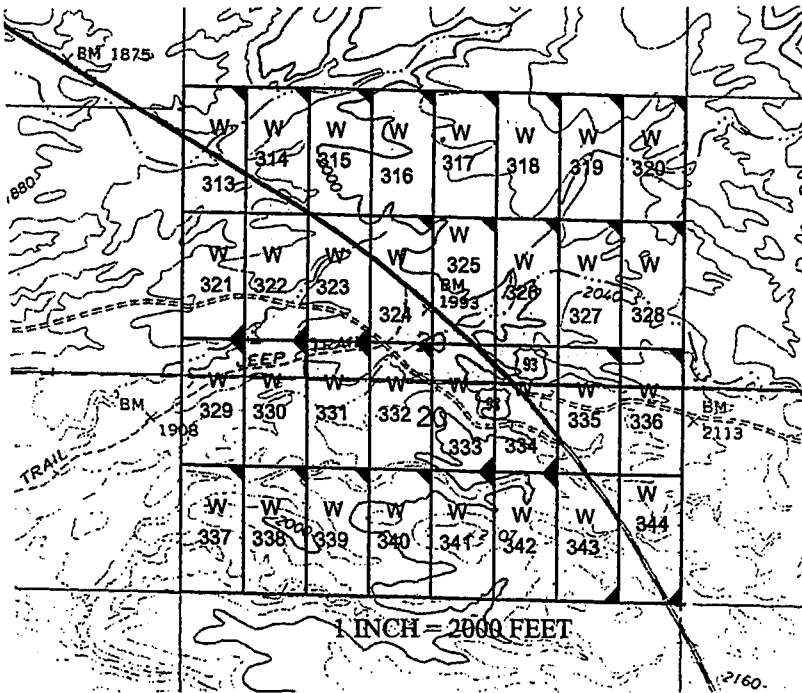 BM 1875
W W W W W W W W
313 314 315 316 317 318 319 320
3000
1880
W W W W W W W W
321 322 323 324 325 326 327 328
BM
1993
2040
JEEP TRAIL
93
W W W W W W W W
329 330 331 332 333 334 335 336
BM
1908
20
93
BM
2113
TRAIL
W W W W W W W W
337 338 339 340 341 342 343 344
2000
1 INCH = 2000 FEET
2160